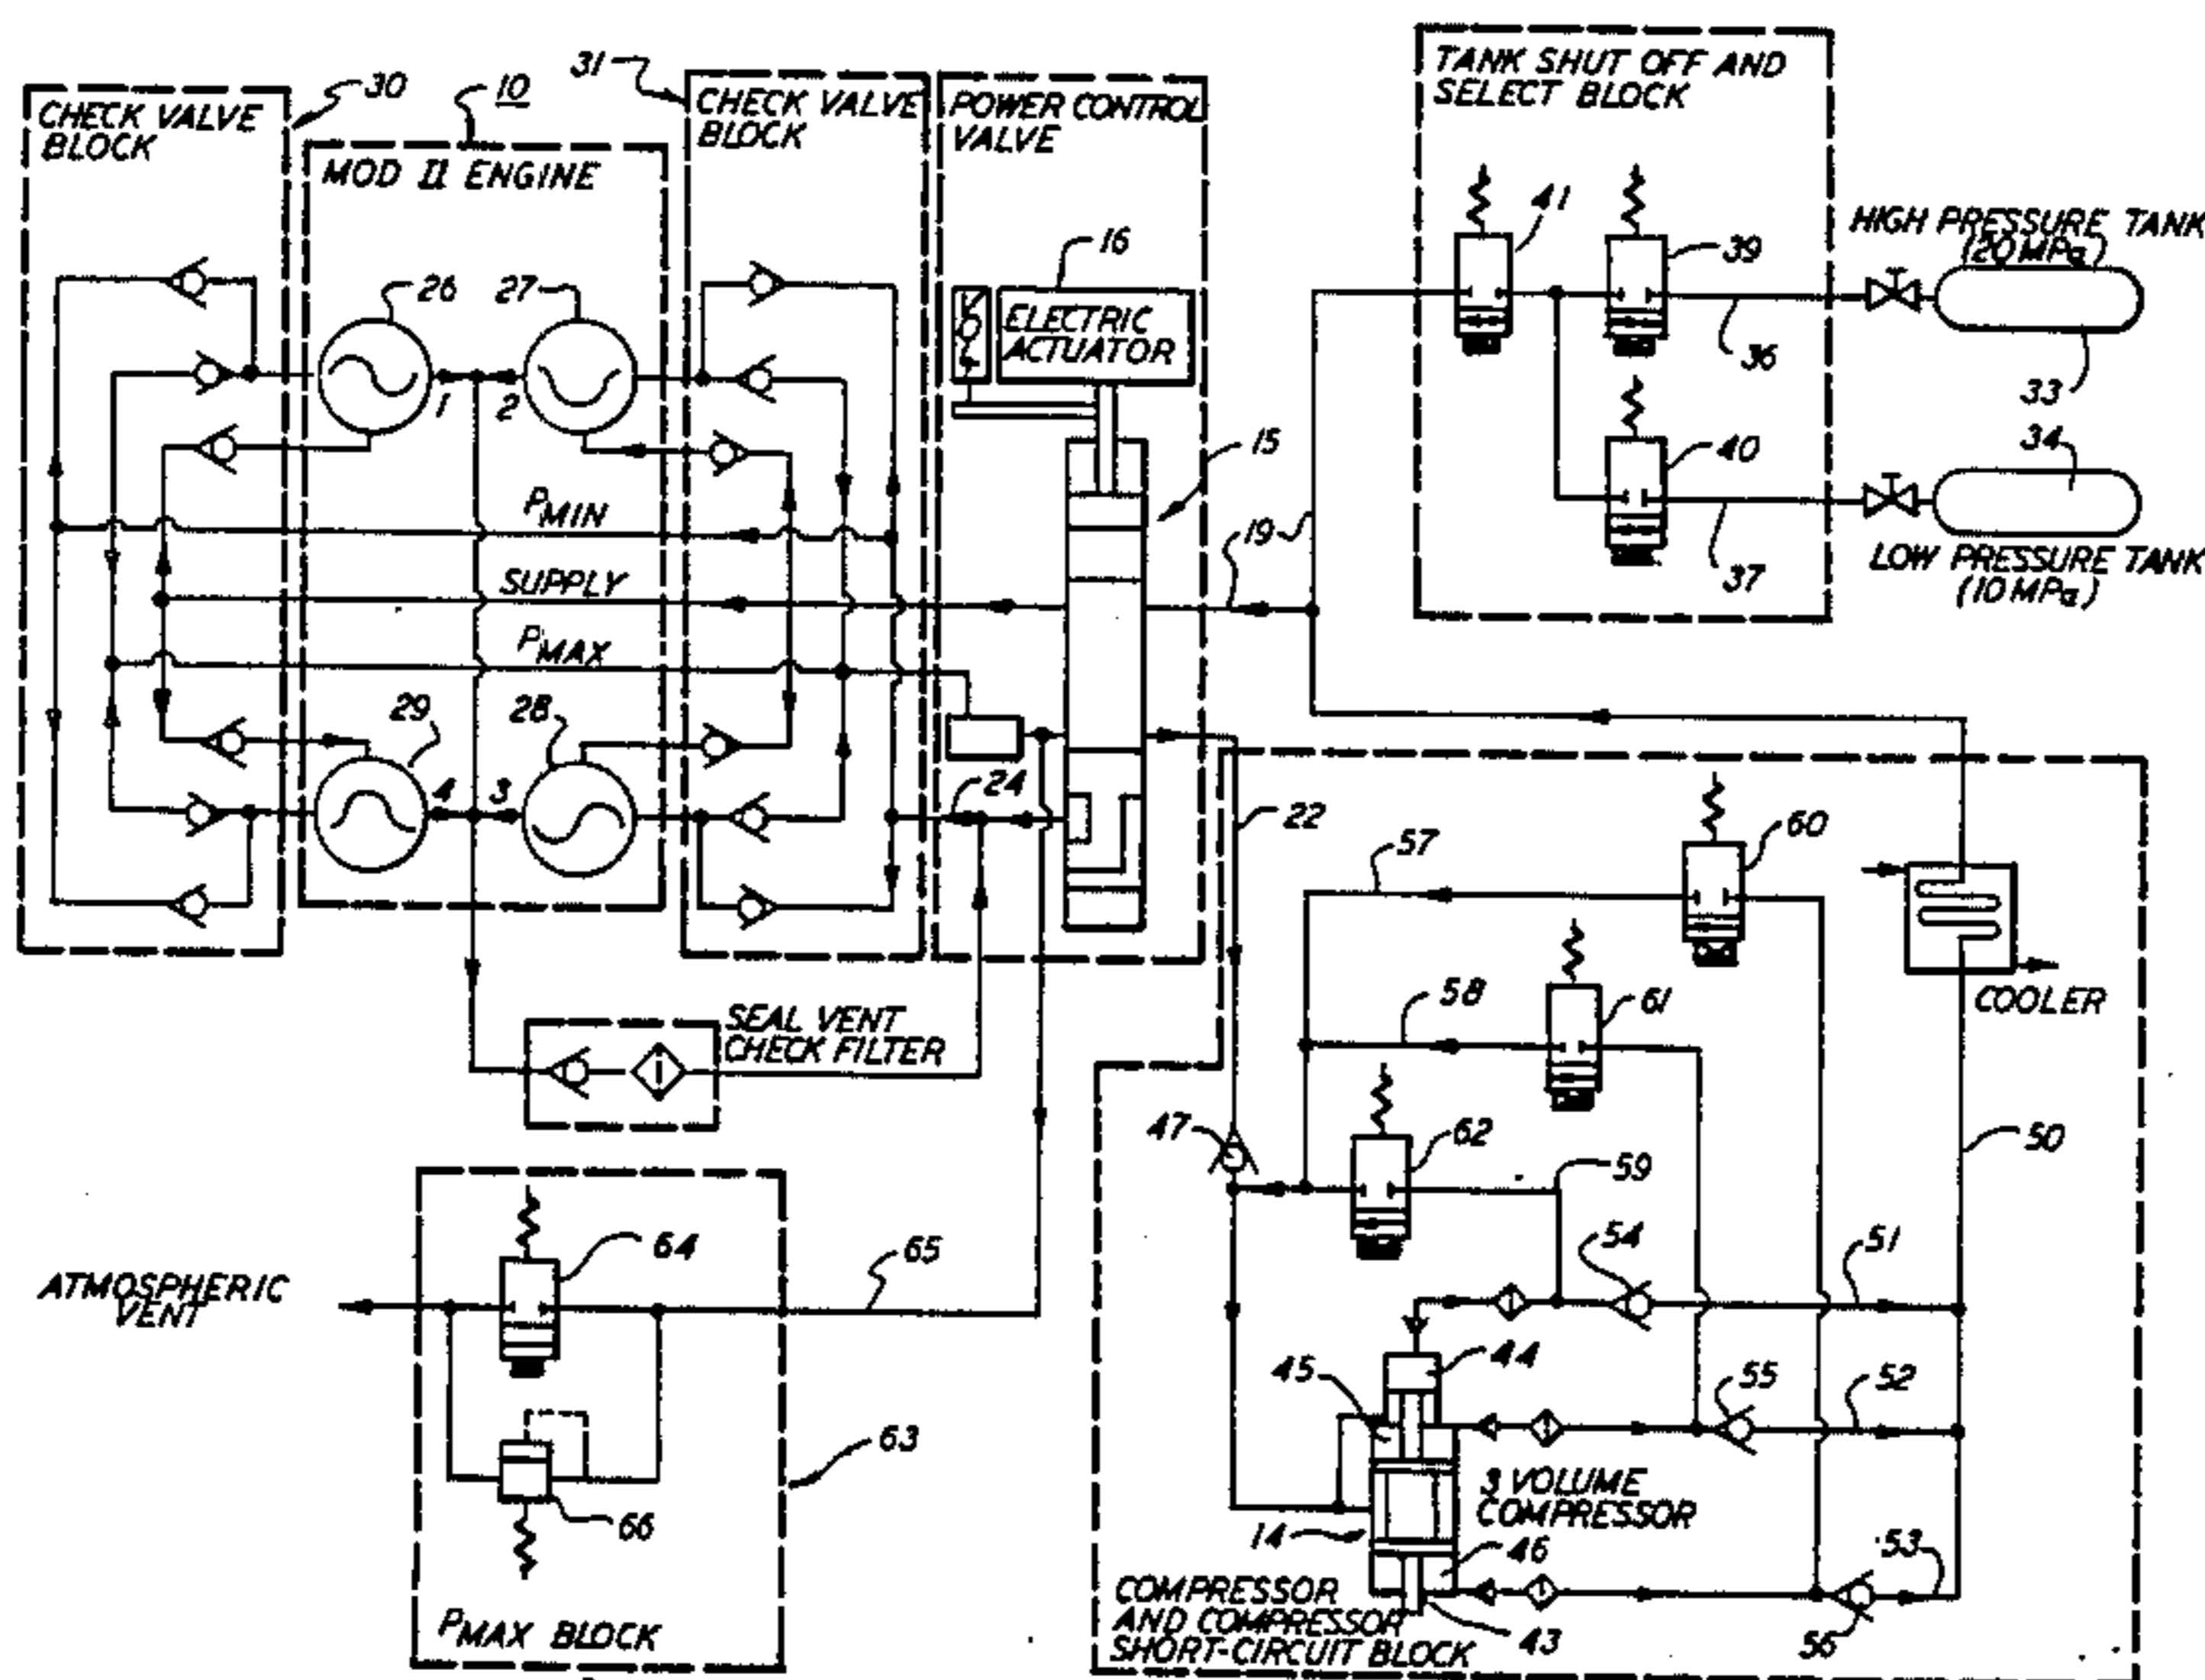 CHECK VALVE
BLOCK
30
10
MOD II ENGINE
31
CHECK VALVE
BLOCK
POWER CONTROL
VALVE
TANK SHUT OFF AND
SELECT BLOCK
16
ELECTRIC
ACTUATOR
26
27
1
2
15
41
39
40
36
37
HIGH PRESSURE TANK
(20 MPa)
33
34
LOW PRESSURE TANK
(10 MPa)
PMIN
SUPPLY
PMAX
19
29
28
4
3
24
22
57
60
58
61
COOLER
SEAL VENT
CHECK FILTER
47
62
59
50
64
65
54
51
ATMOSPHERIC
VENT
45
44
55
52
63
66
3 VOLUME
COMPRESSOR
14
46
53
43
56
PMAX BLOCK
COMPRESSOR
AND COMPRESSOR
SHORT-CIRCUIT BLOCK